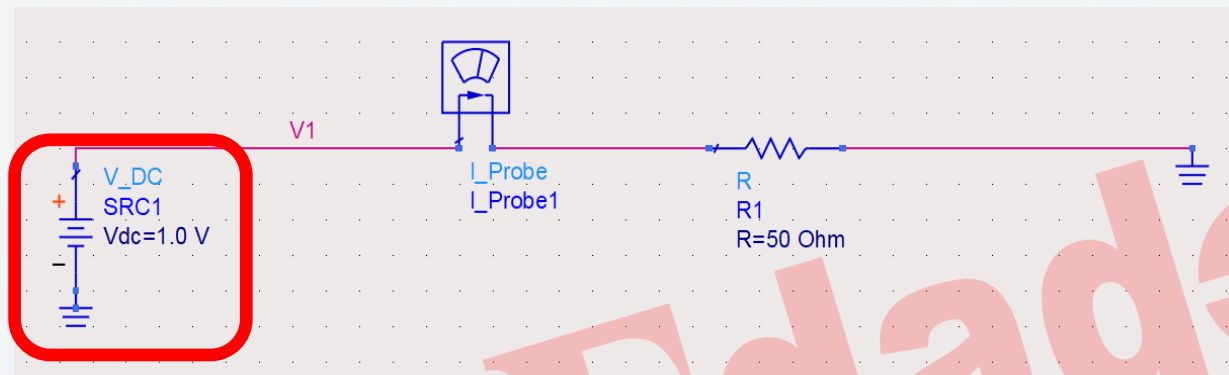 V1
V_DC
SRC1
Vdc=1.0 V
+
−
I_Probe
I_Probe1
R
R1
R=50 Ohm